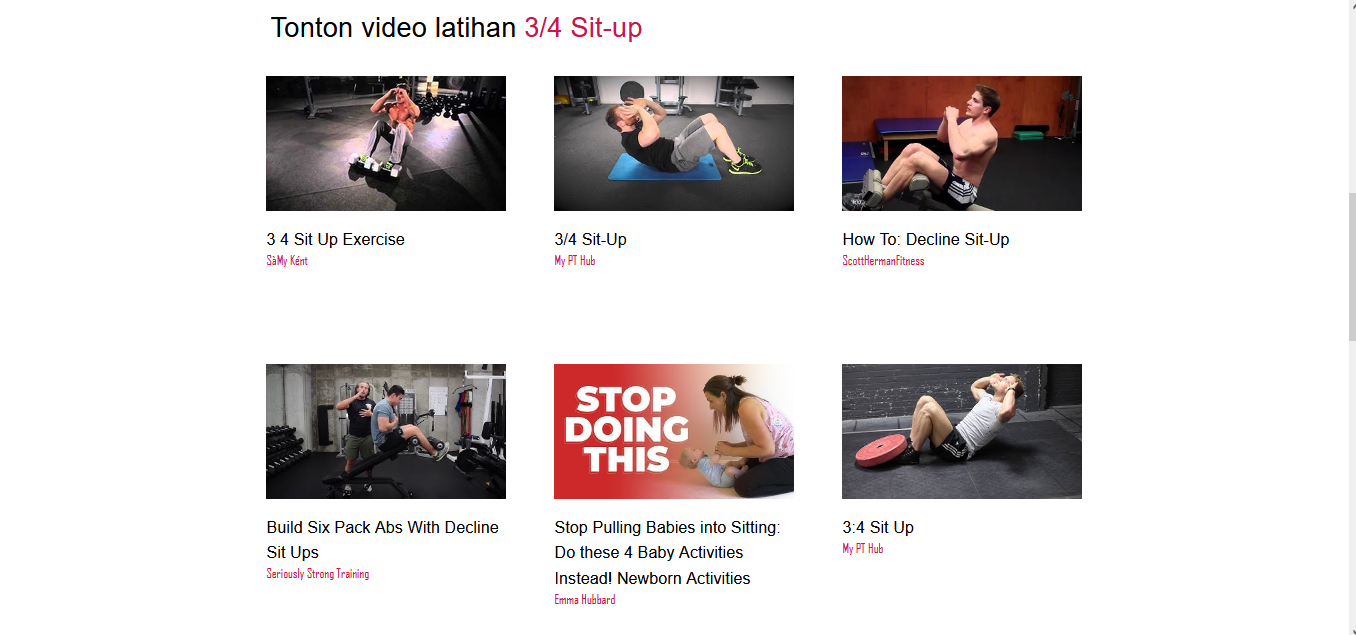 Tonton video latihan 3/4 Sit-up
3 4 Sit Up Exercise
SàMy Ként
3/4 Sit-Up
My PT Hub
How To: Decline Sit-Up
ScottHermanFitness
Build Six Pack Abs With Decline
Sit Ups
Seriously Strong Training
STOP
DOING
THIS
Stop Pulling Babies into Sitting:
Do these 4 Baby Activities
Instead! Newborn Activities
Emma Hubbard
3:4 Sit Up
My PT Hub